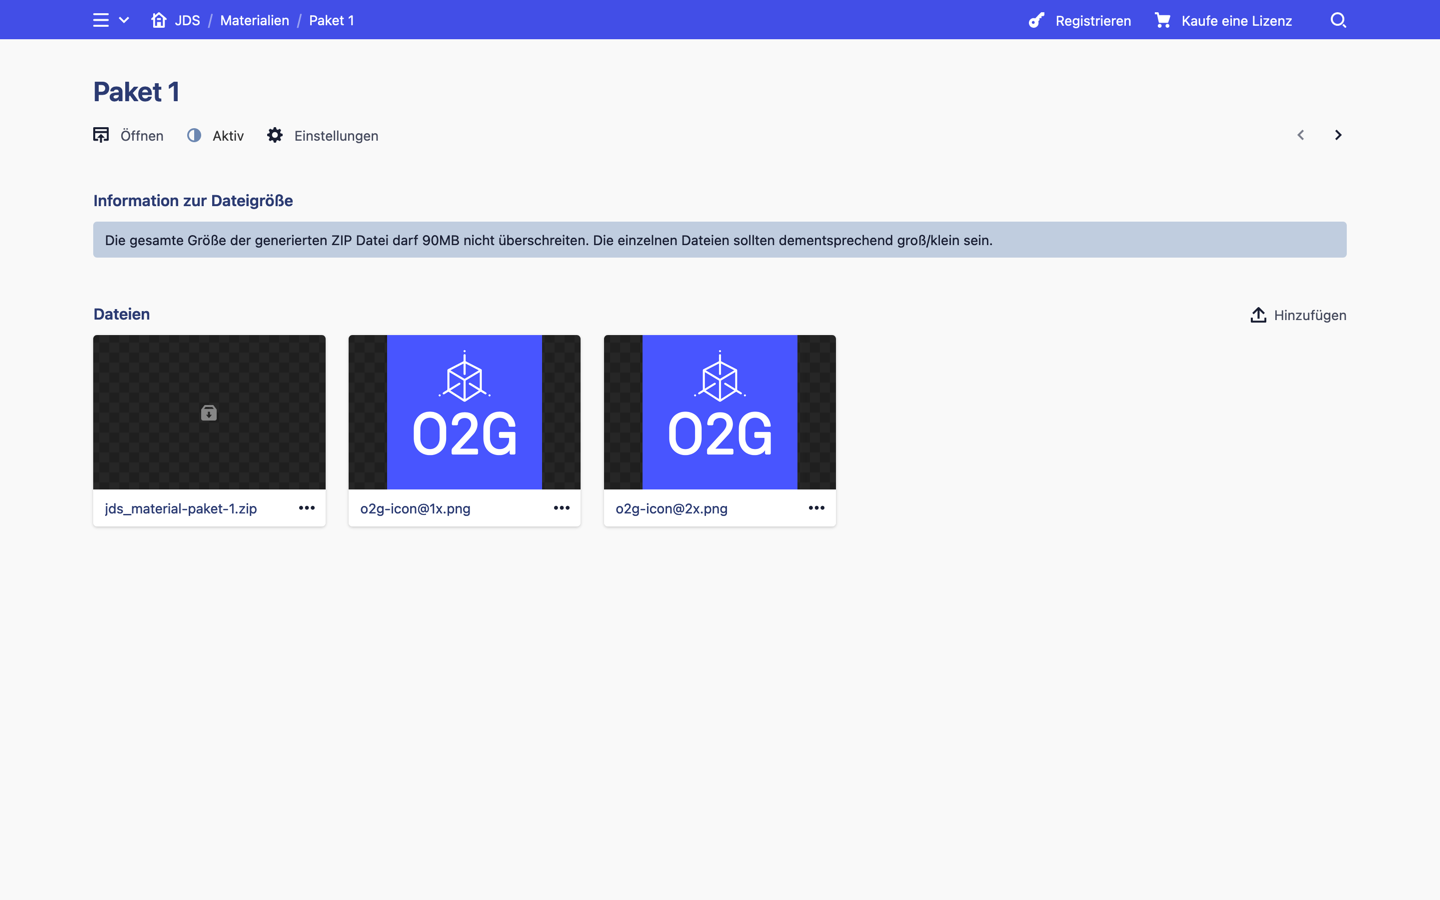 JDS / Materialien / Paket 1
Registrieren
Kaufe eine Lizenz
Paket 1
Öffnen
Aktiv
Einstellungen
Information zur Dateigröße
Die gesamte Größe der generierten ZIP Datei darf 90MB nicht überschreiten. Die einzelnen Dateien sollten dementsprechend groß/klein sein.
Dateien
Hinzufügen
O2G
O2G
jds_material-paket-1.zip
o2g-icon@1x.png
o2g-icon@2x.png